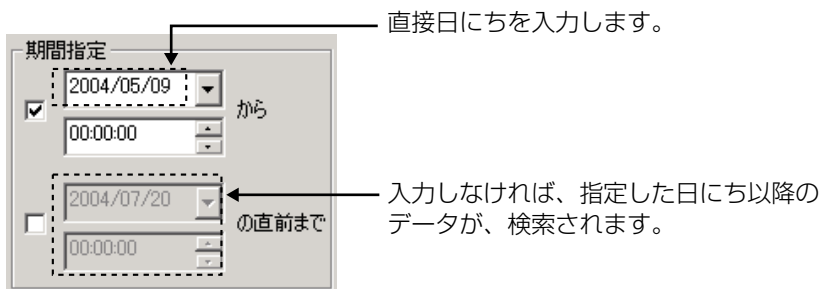 直接日にちを入力します。
期間指定
2004/05/09
から
00:00:00
入力しなければ、指定した日にち以降の
データが、検索されます。
2004/07/20
の直前まで
00:00:00